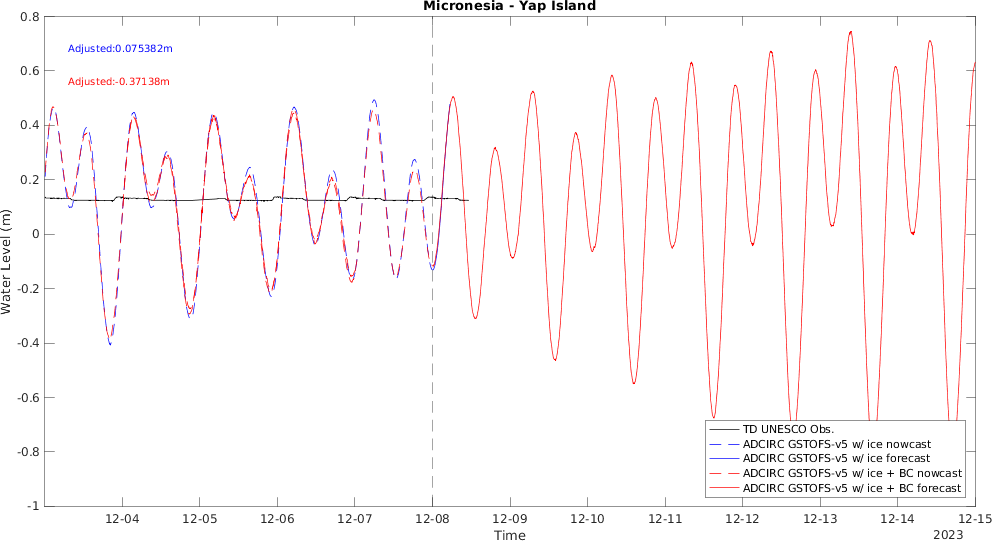 Micronesia - Yap Island
Adjusted:0.075382m
Adjusted:-0.37138m
Water Level (m)
0.8
0.6
0.4
0.2
0
-0.2
-0.4
-0.6
-0.8
-1
TD UNESCO Obs.
ADCIRC GSTOFS-v5 w/ ice nowcast
ADCIRC GSTOFS-v5 w/ ice forecast
ADCIRC GSTOFS-v5 w/ ice + BC nowcast
ADCIRC GSTOFS-v5 w/ ice + BC forecast
12-04 12-05 12-06 12-07 12-08 12-09 12-10 12-11 12-12 12-13 12-14 12-15
Time
2023